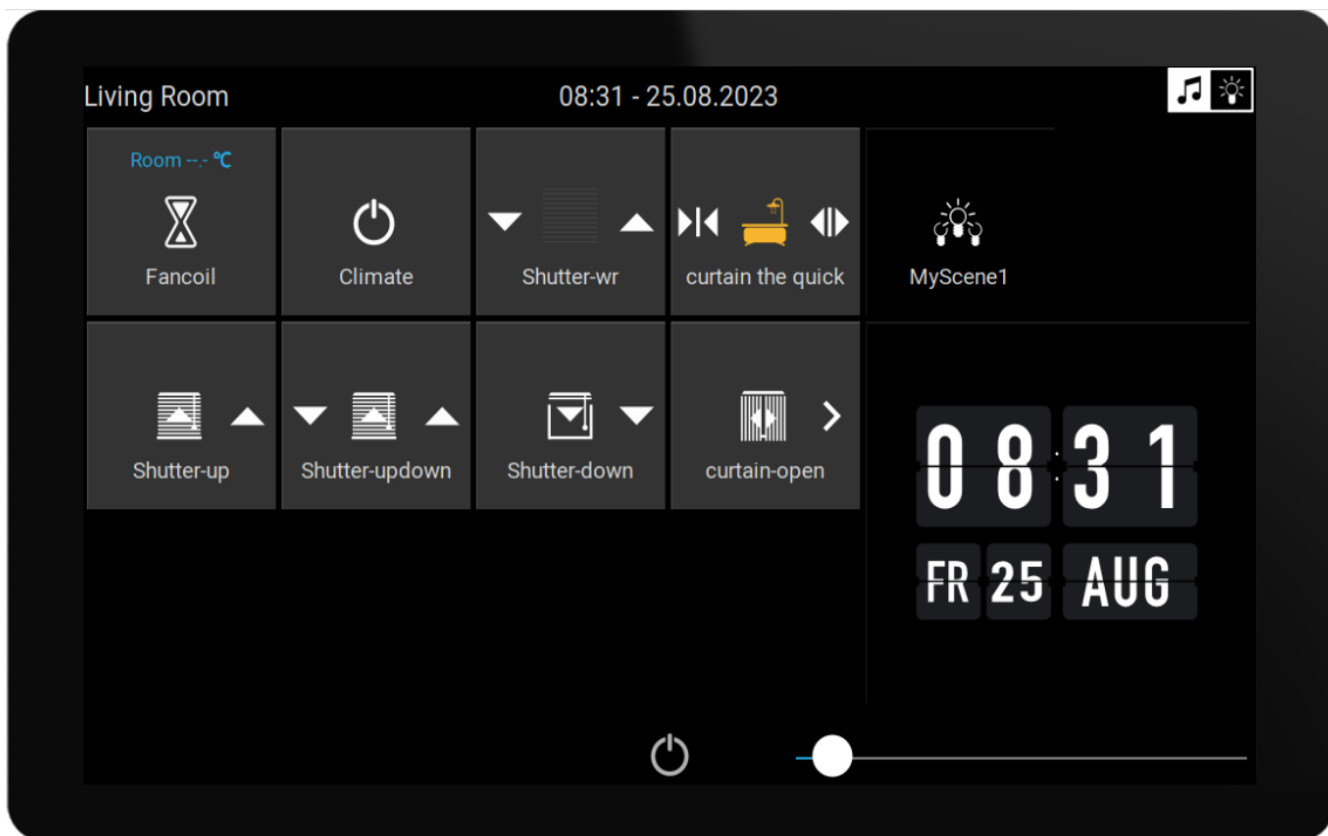 Living Room
08:31 - 25.08.2023
Room --.- °C
Fancoil
Climate
Shutter-wr
curtain the quick
MyScene1
Shutter-up
Shutter-updown
Shutter-down
curtain-open
08:31
FR 25 AUG